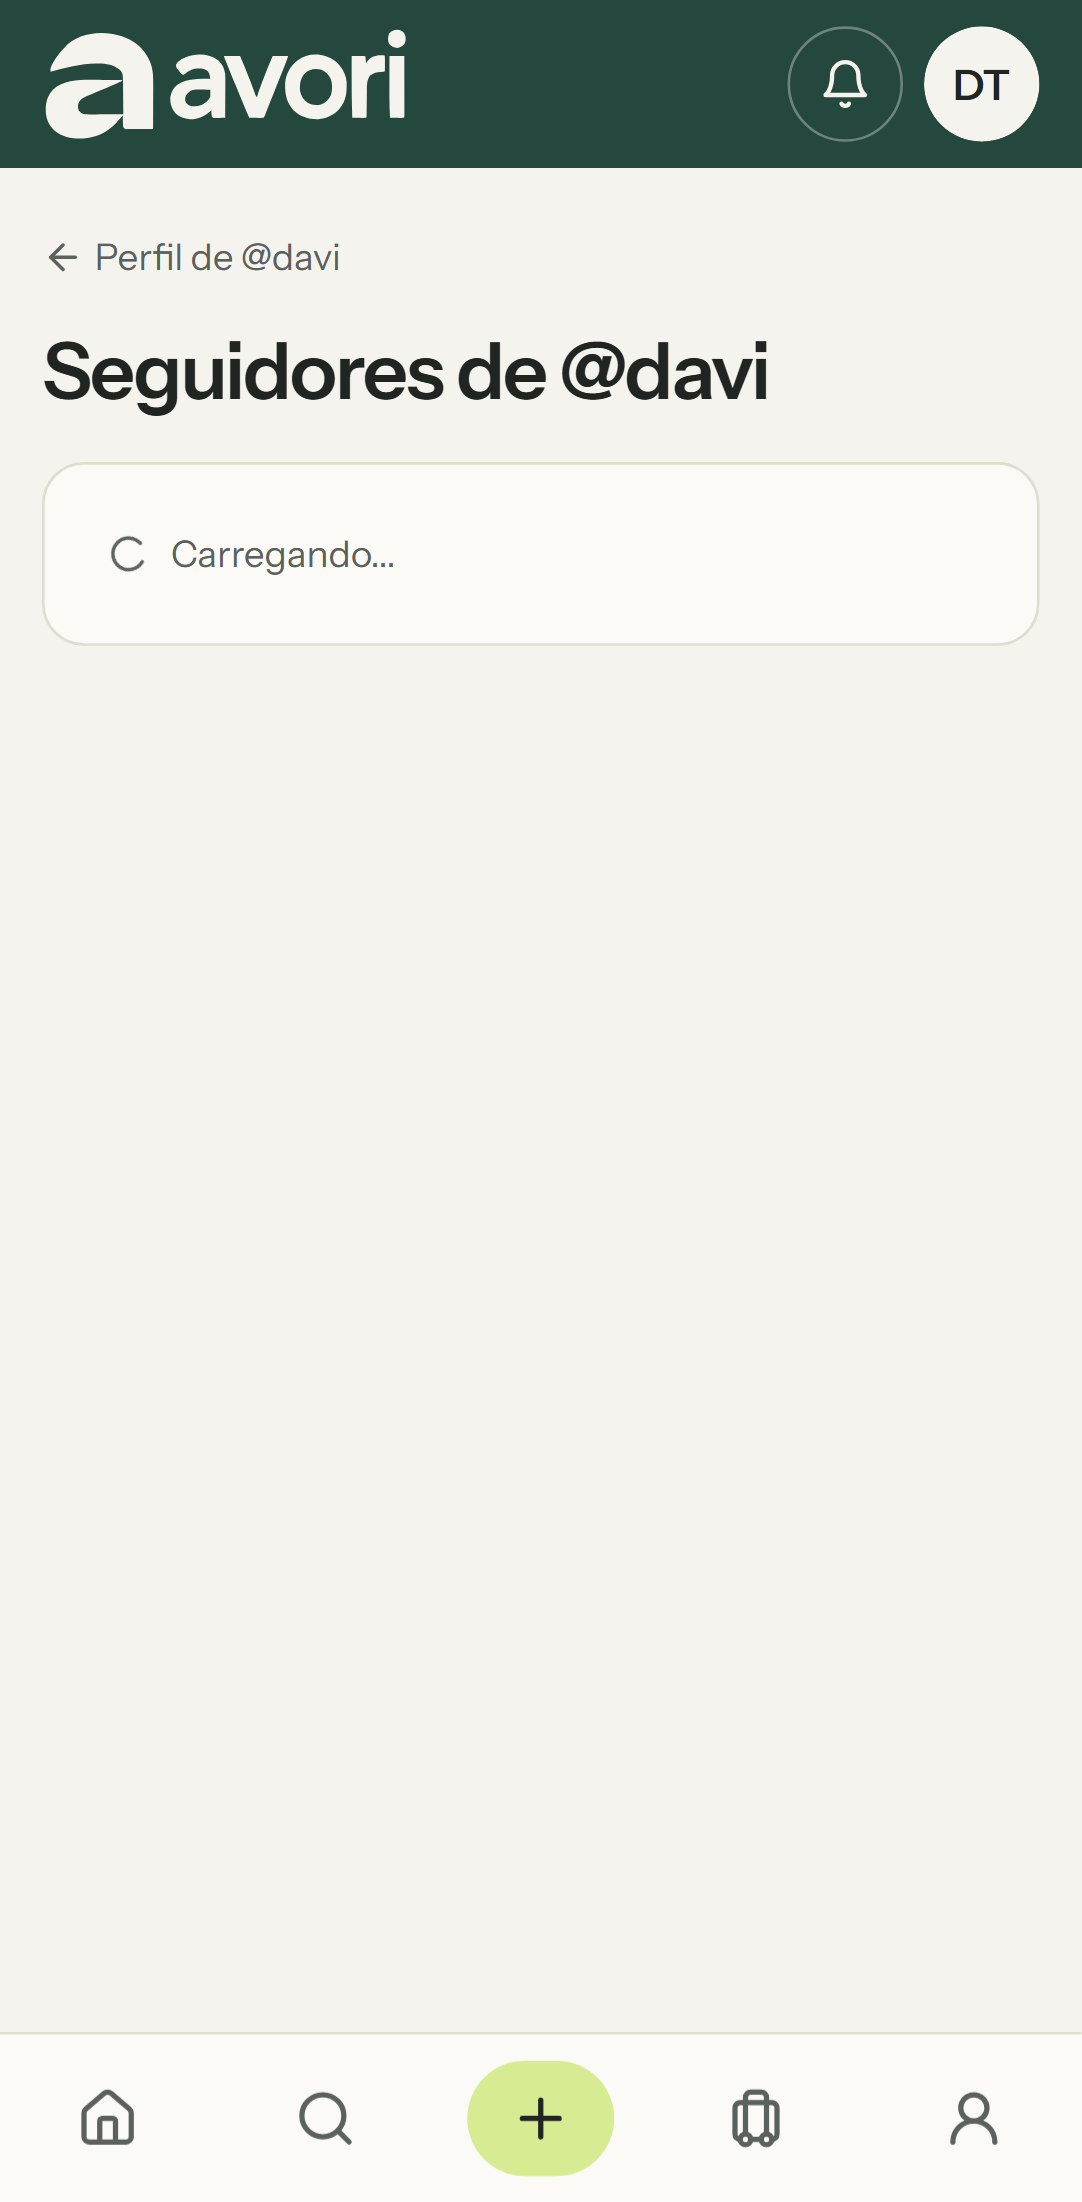 a avori
DT
Perfil de @davi
Seguidores de @davi
Carregando...